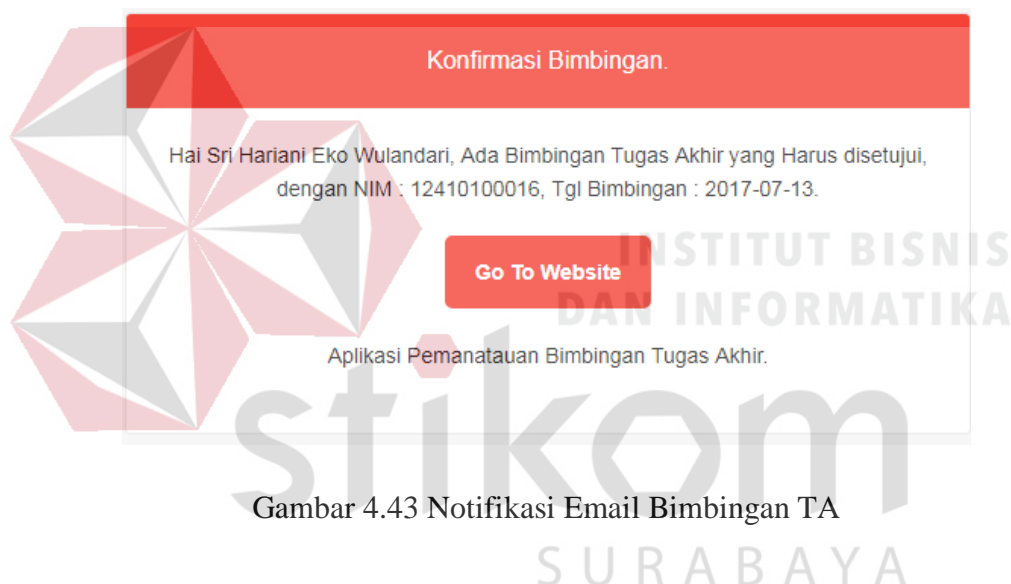 Konfirmasi Bimbingan.
Hai Sri Hariani Eko Wulandari, Ada Bimbingan Tugas Akhir yang Harus disetujui,
dengan NIM : 12410100016, Tgl Bimbingan : 2017-07-13.
INSTITUT BISNIS
Go To Website
DAN INFORMATIKA
Aplikasi Pemanatauan Bimbingan Tugas Akhir.
stikom
Gambar 4.43 Notifikasi Email Bimbingan TA
SURABAYA